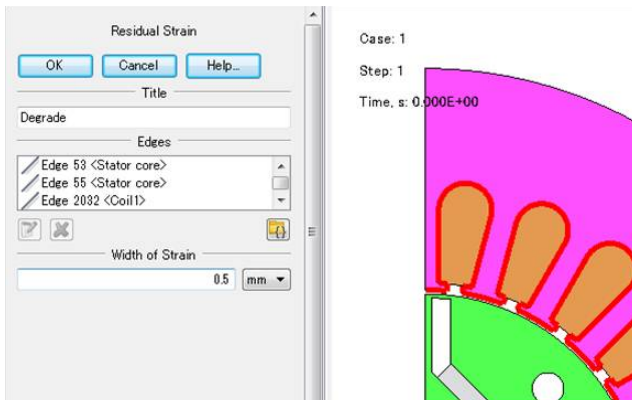 Residual Strain
OK Cancel Help...
Title
Degrade
Edges
Edge 53 <Stator core>
Edge 55 <Stator core>
Edge 2032 <Coil1>
Width of Strain
0.5 mm
Case: 1
Step: 1
Time, s: 0.000E+00